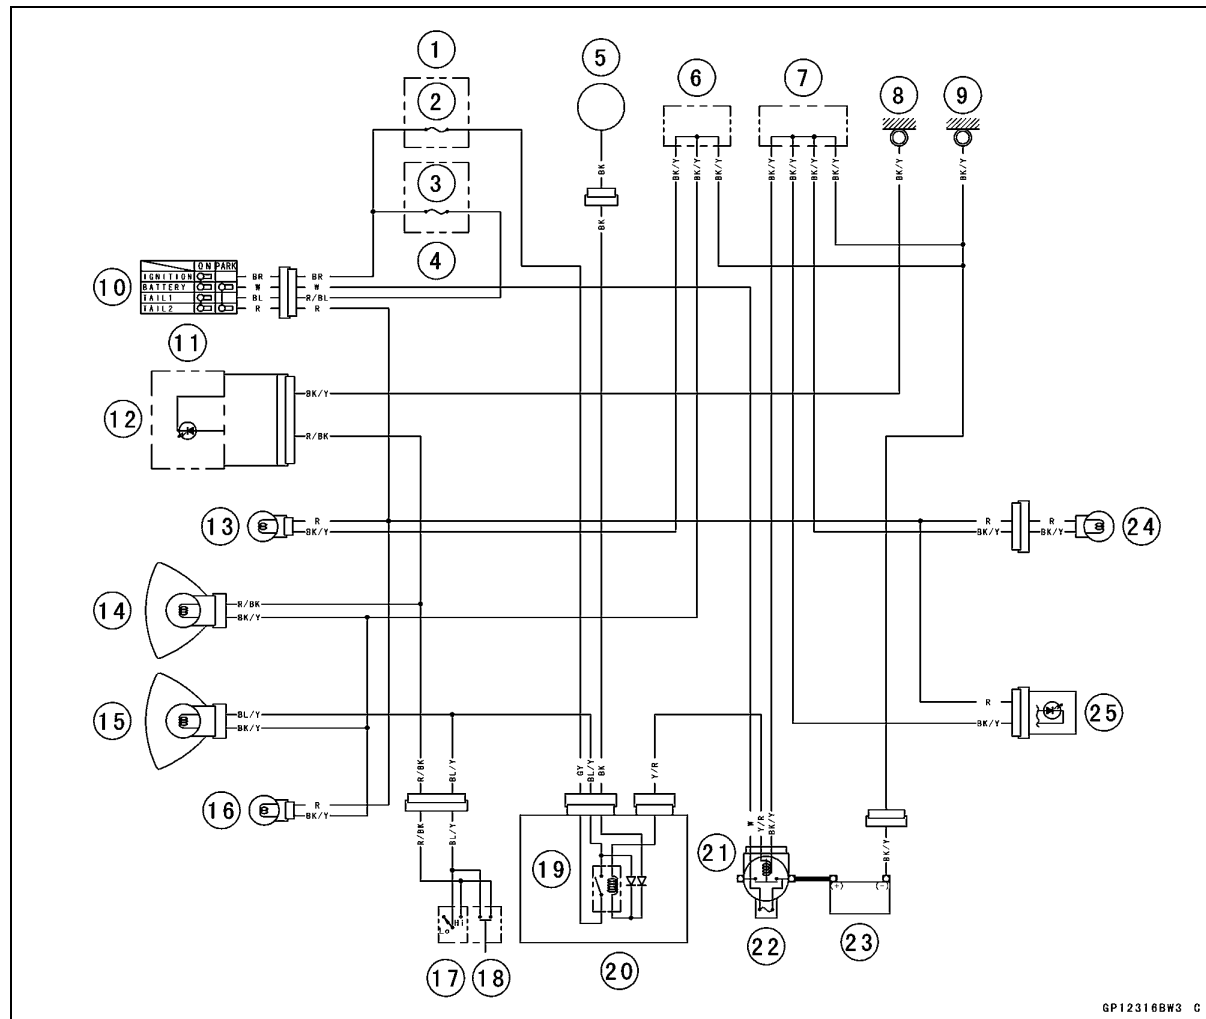 1
5
6
7
8
9
2
BK/Y BK/Y BK/Y
BK/Y BK/Y BK/Y BK/Y
BK/Y
BK/Y
BK
3
BK
4
ON PARK
10
IGNITION BR BR
BATTERY W W
TAIL1 BL R/BL
TAIL2 R R
11
12
BK/Y
R/BK
13
R
BK/Y
R
BK/Y
R
BK/Y
24
14
R/BK
BK/Y
15
BL/Y
BK/Y
R
BK/Y
25
R/BK BL/Y
GY BL/Y BK
Y/R
16
R
BK/Y
R/BK BL/Y
W Y/R BK/Y
BK/Y
19
21
(+) (-)
Hi
Lo
17
18
20
22
23
GP12316BW3 C